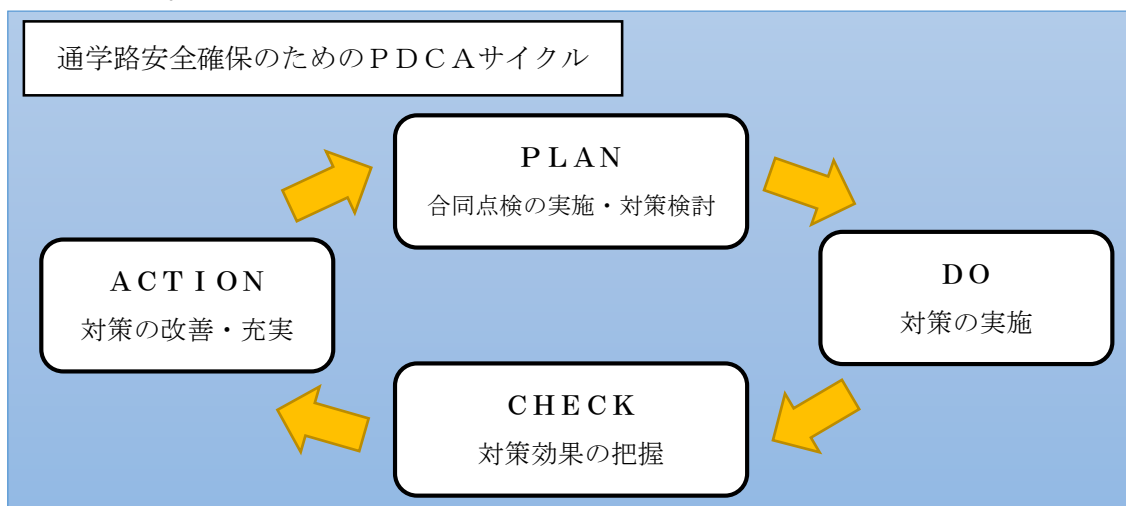 通学路安全確保のためのＰＤＣＡサイクル
ＰＬＡＮ
合同点検の実施・対策検討
ＤＯ
対策の実施
ＣＨＥＣＫ
対策効果の把握
ＡＣＴＩＯＮ
対策の改善・充実